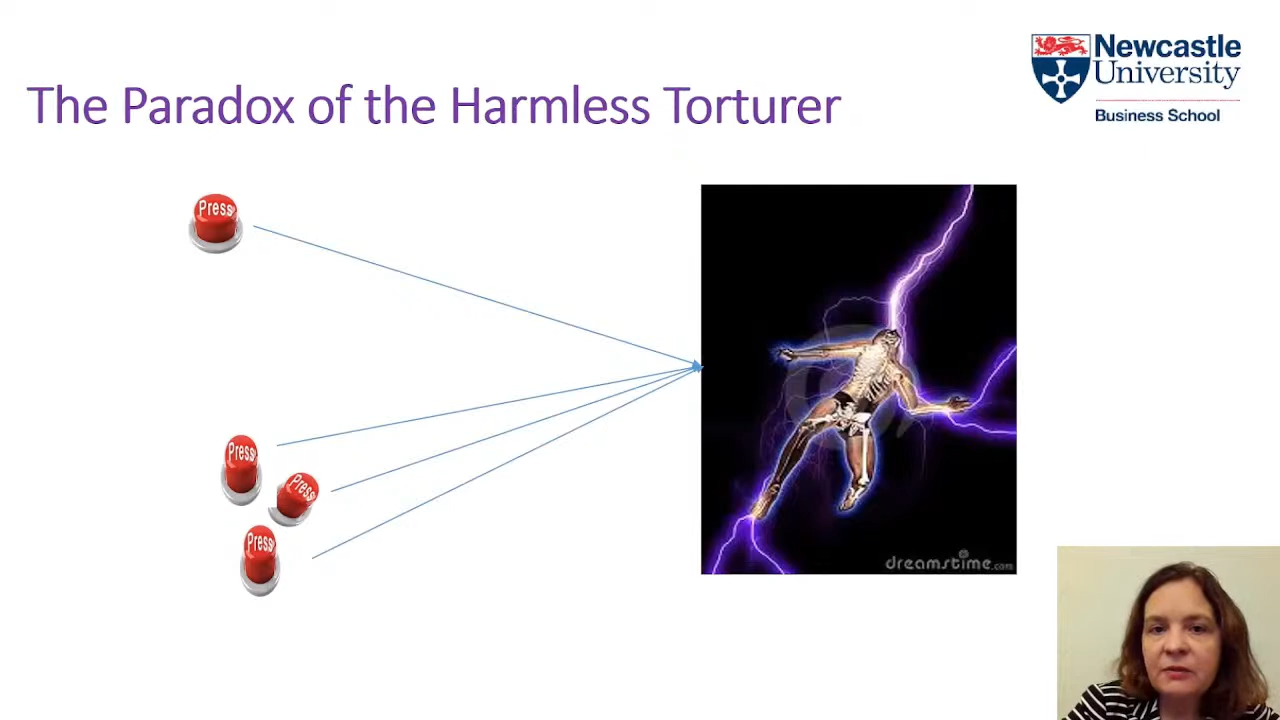 The Paradox of the Harmless Torturer
Newcastle
University
Business School
Press
Press
Press
Press
dreamstime.com